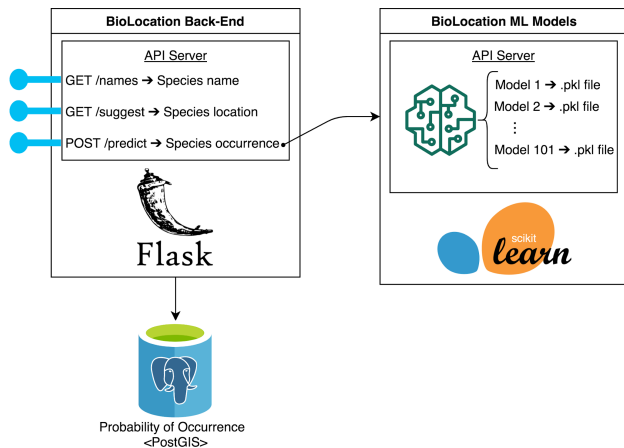 BioLocation Back-End
API Server
GET /names ➔ Species name
GET /suggest ➔ Species location
POST /predict ➔ Species occurrence
Flask
BioLocation ML Models
API Server
Model 1 ➔ .pkl file
Model 2 ➔ .pkl file
⋮
Model 101 ➔ .pkl file
scikit
learn
Probability of Occurrence
<PostGIS>